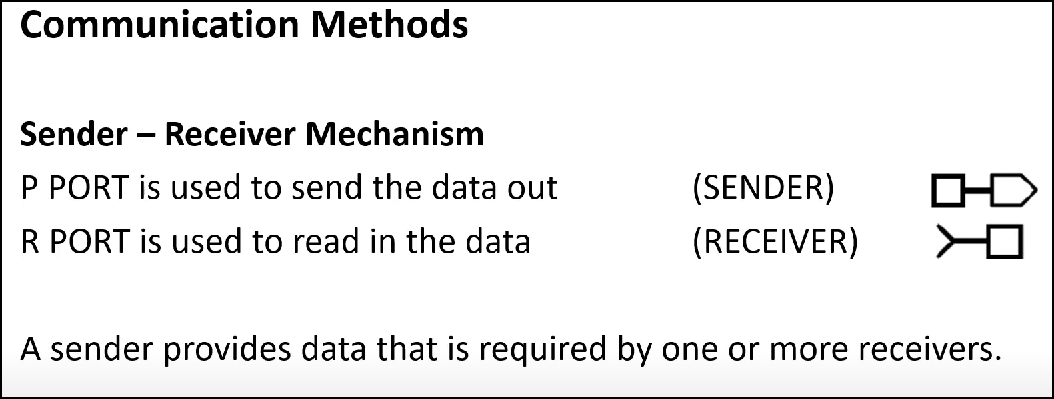 Communication Methods
Sender – Receiver Mechanism
P PORT is used to send the data out (SENDER)
R PORT is used to read in the data (RECEIVER)
A sender provides data that is required by one or more receivers.